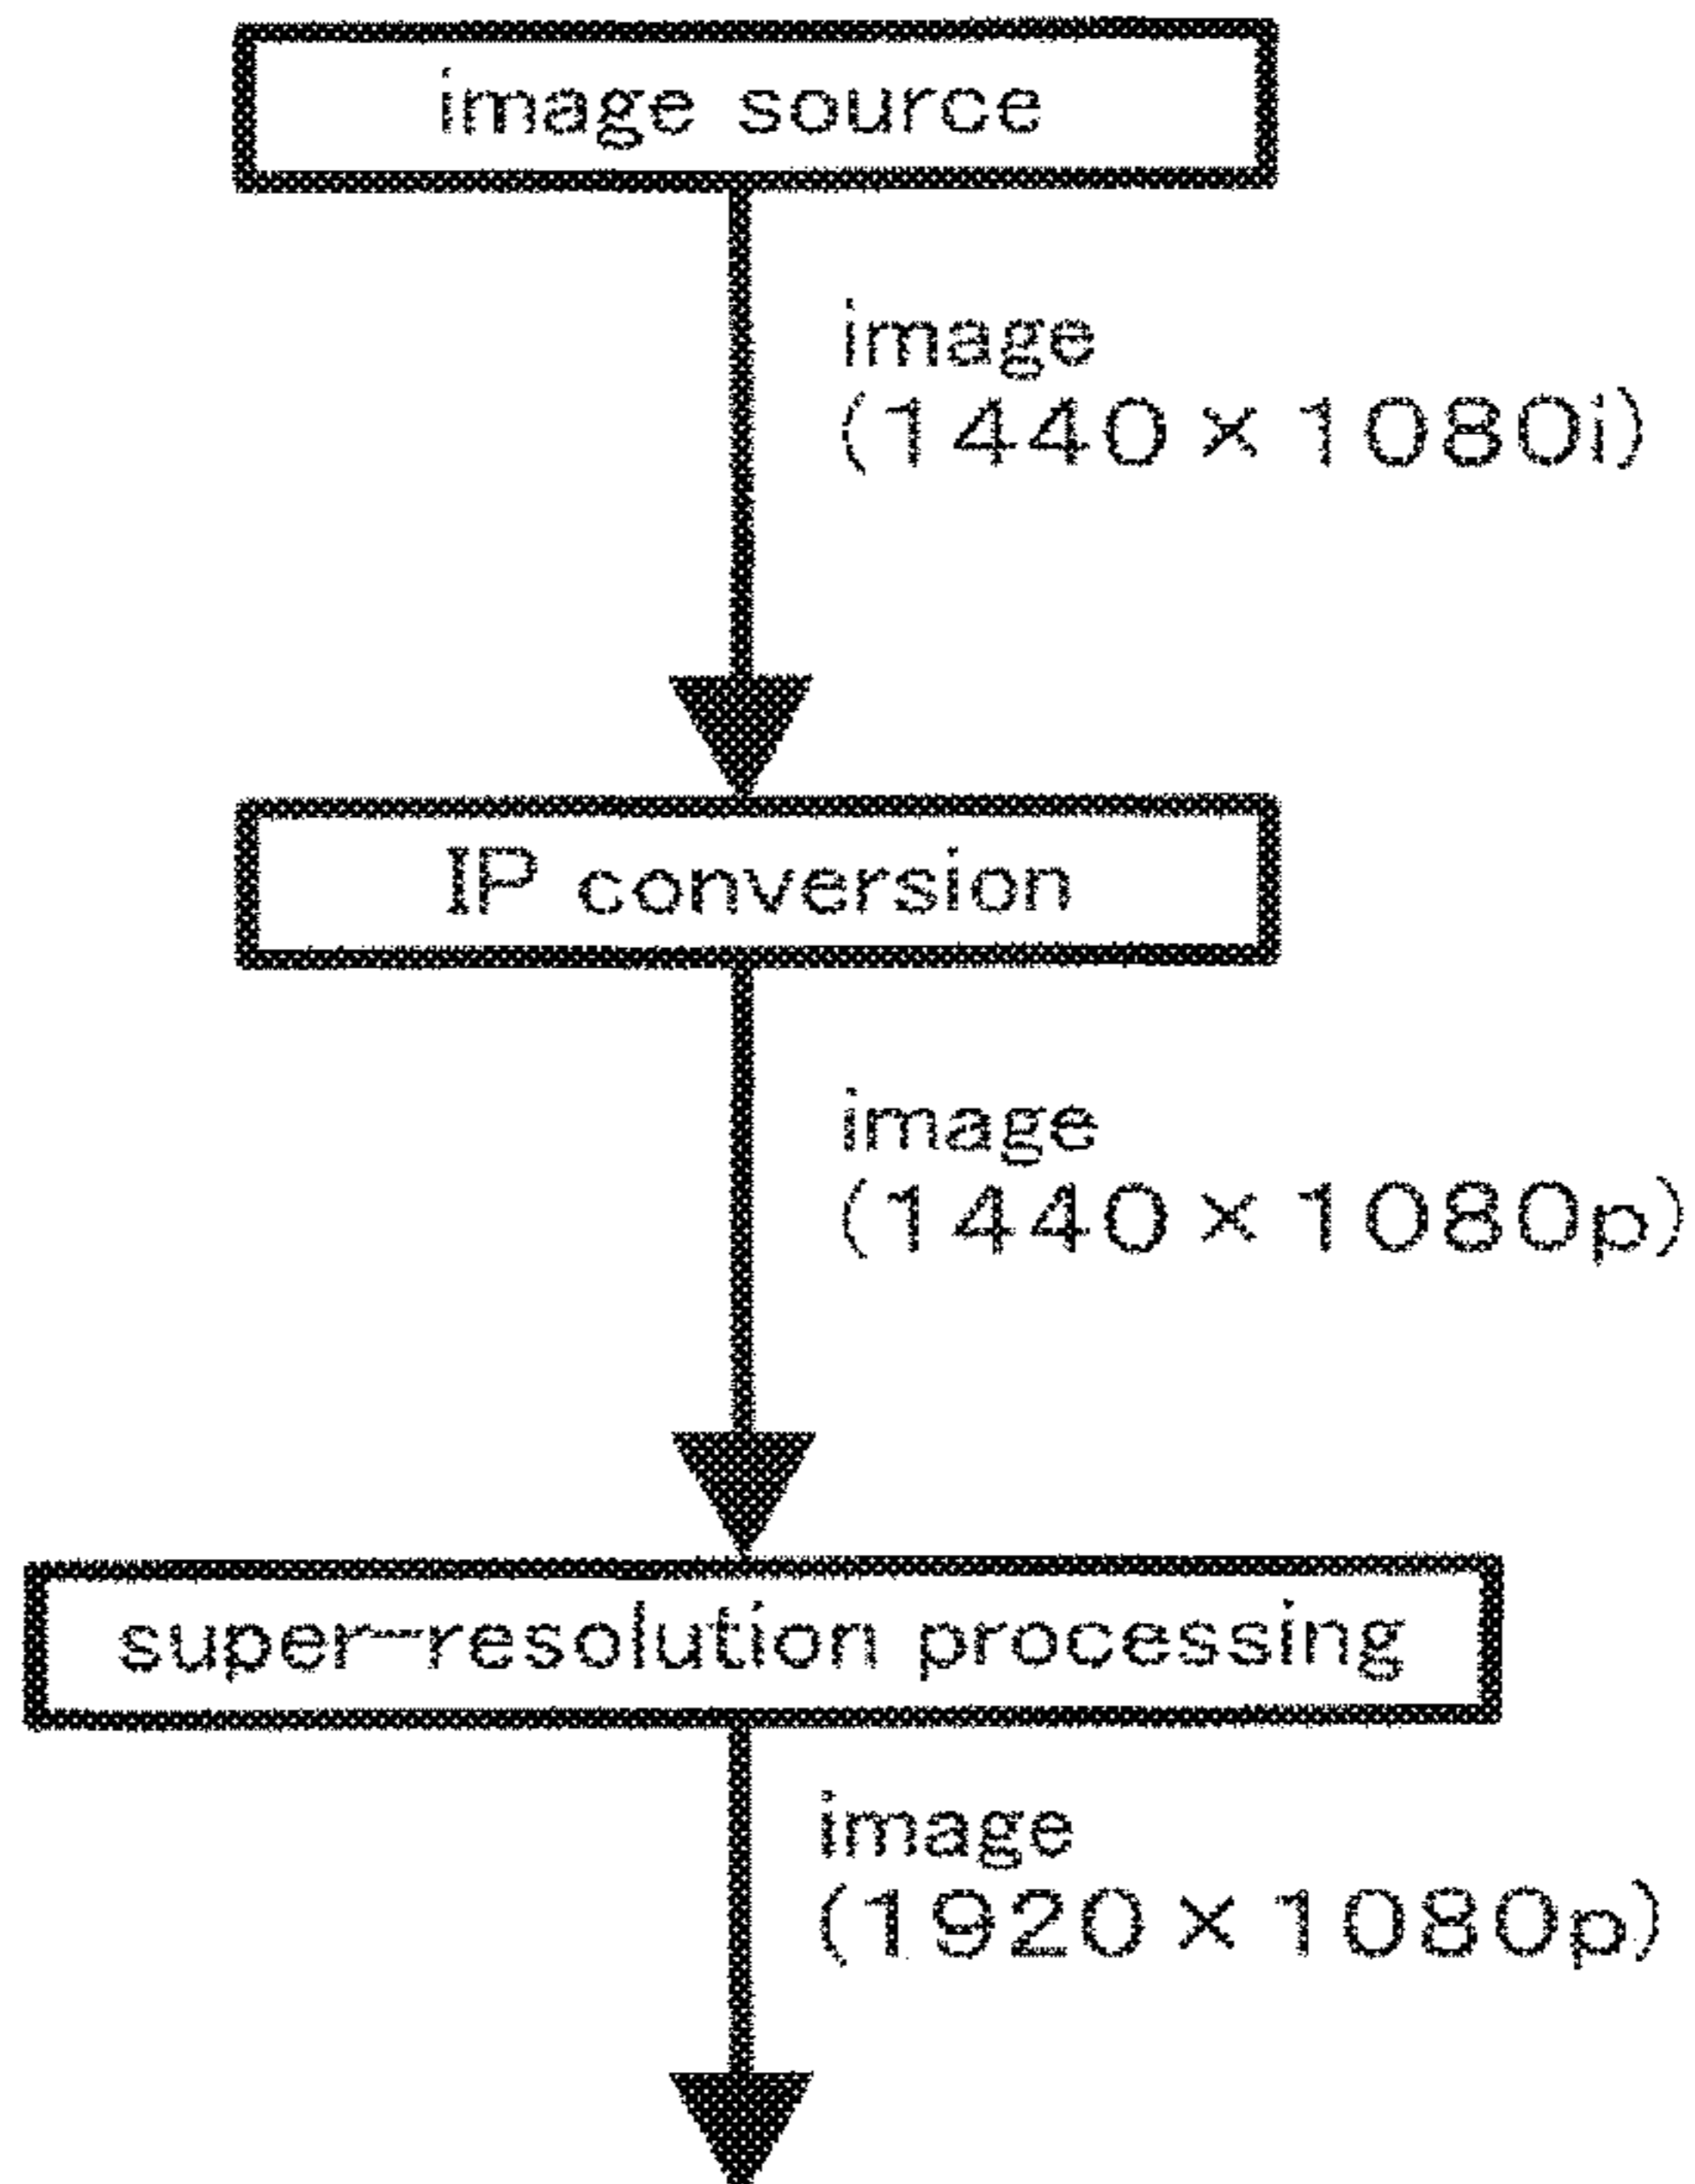 image source
image
(1440×1080i)
IP conversion
image
(1440×1080p)
super-resolution processing
image
(1920×1080p)